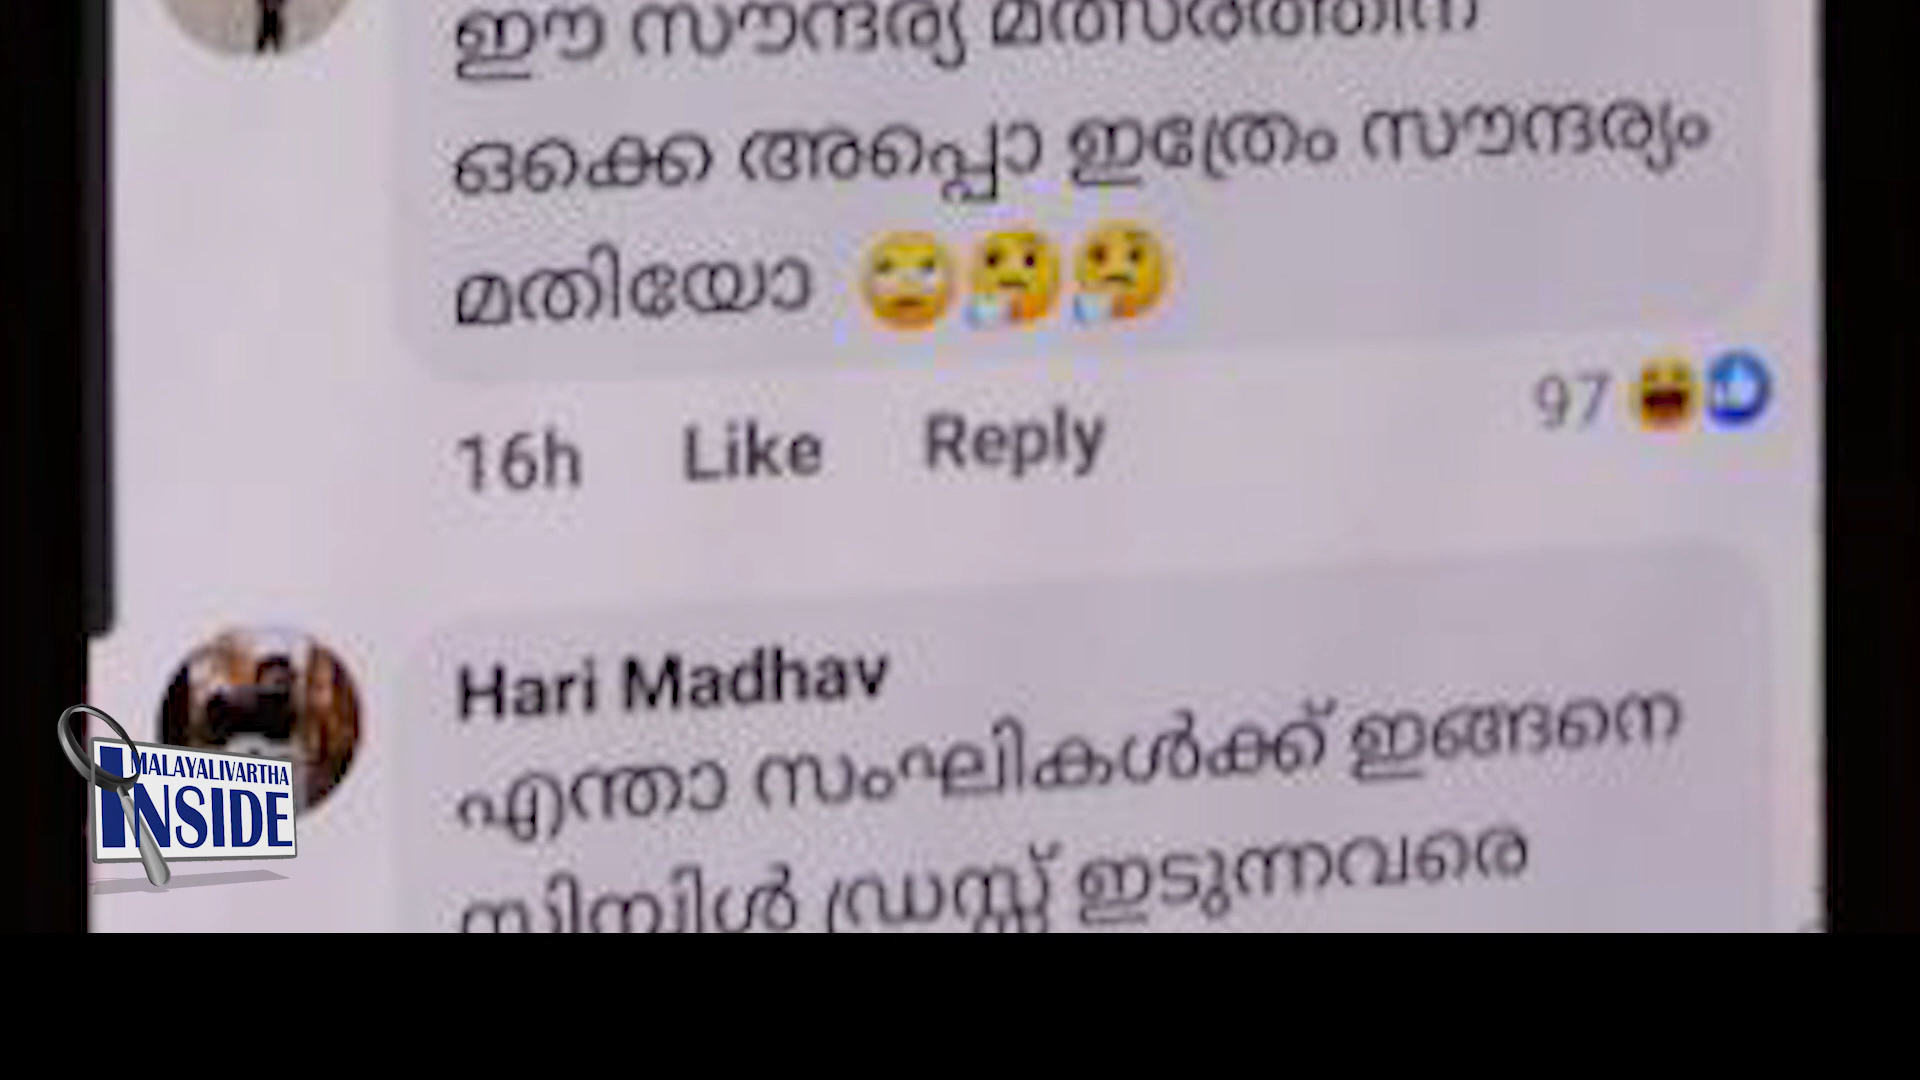 ഈ സൗന്ദര്യ മത്സരത്തിന്
ഒക്കെ അപ്പൊ ഇത്രേം സൗന്ദര്യം
മതിയോ 🙄🤔🤔
16h Like Reply 97
Hari Madhav
എന്താ സംഘികൾക്ക് ഇങ്ങനെ
സിമ്പിൾ ഡ്രസ്സ് ഇടുന്നവരെ
MALAYALIVARTHA
INSIDE